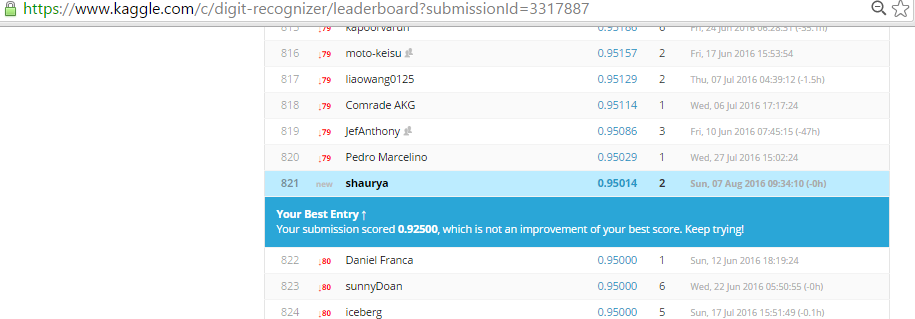 https://www.kaggle.com/c/digit-recognizer/leaderboard?submissionId=3317887
815 ↓79 kapoorvarun 0.95186 6 Fri, 24 Jun 2016 06:28:31 (-35.1h)
816 ↓79 moto-keisu 0.95157 2 Fri, 17 Jun 2016 15:53:54
817 ↓79 liaowang0125 0.95129 2 Thu, 07 Jul 2016 04:39:12 (-1.5h)
818 ↓79 Comrade AKG 0.95114 1 Wed, 06 Jul 2016 17:17:24
819 ↓79 JefAnthony 0.95086 3 Fri, 10 Jun 2016 07:45:15 (-47h)
820 ↓79 Pedro Marcelino 0.95029 1 Wed, 27 Jul 2016 15:02:24
821 new shaurya 0.95014 2 Sun, 07 Aug 2016 09:34:10 (-0h)
Your Best Entry ↑
Your submission scored 0.92500, which is not an improvement of your best score. Keep trying!
822 ↓80 Daniel Franca 0.95000 1 Sun, 12 Jun 2016 18:19:24
823 ↓80 sunnyDoan 0.95000 6 Wed, 22 Jun 2016 05:50:55 (-0h)
824 ↓80 iceberg 0.95000 5 Sun, 17 Jul 2016 15:51:49 (-0.1h)